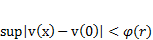 sup|v(x) − v(0)| < φ(r)